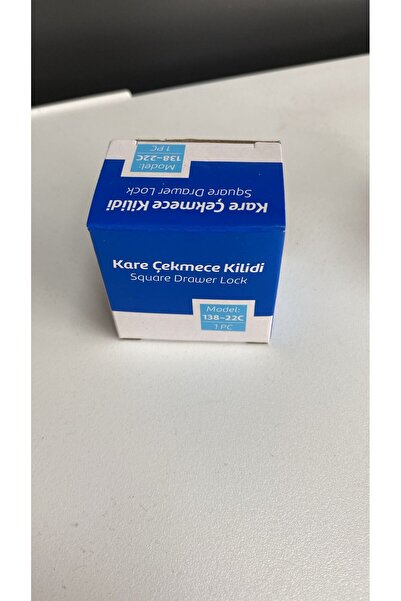 Kare Çekmece Kilidi
Square Drawer Lock
Model:
138-22C
1 PC
Kare Çekmece Kilidi
Square Drawer Lock
Model:
138-22C
1 PC